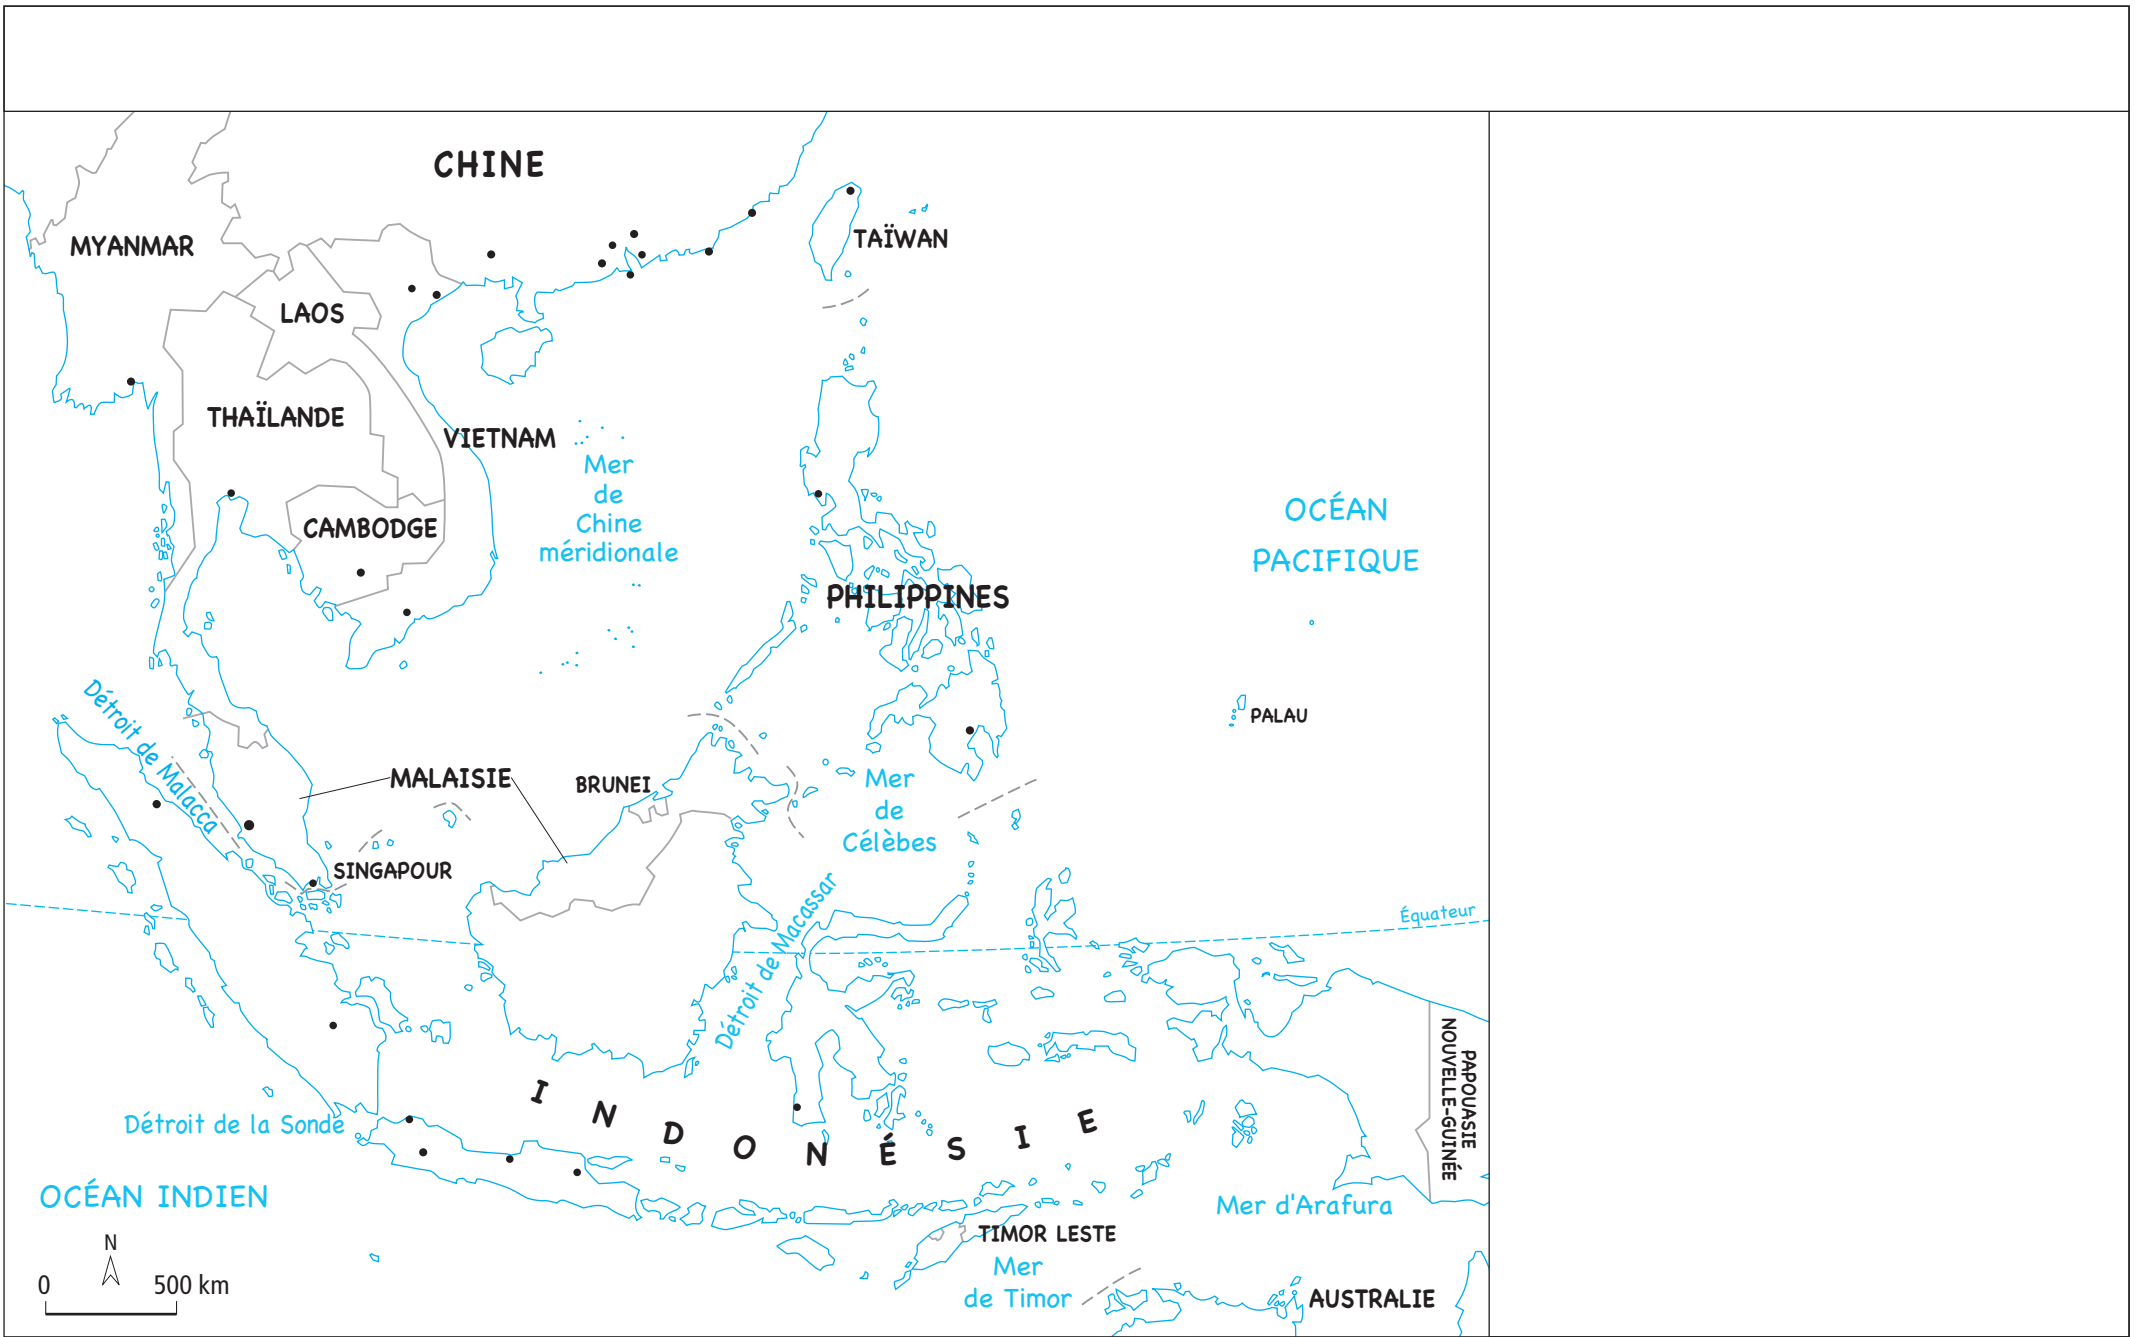 CHINE
MYANMAR
TAÏWAN
LAOS
THAÏLANDE
VIETNAM
Mer
de
Chine
méridionale
CAMBODGE
OCÉAN
PACIFIQUE
PHILIPPINES
PALAU
Détroit de Malacca
MALAISIE
BRUNEI
Mer
de
Célèbes
SINGAPOUR
Détroit de Macassar
Équateur
PAPOUASIE
NOUVELLE-GUINÉE
INDONÉSIE
Détroit de la Sonde
OCÉAN INDIEN
Mer d'Arafura
TIMOR LESTE
Mer
de Timor
AUSTRALIE
N
0 500 km